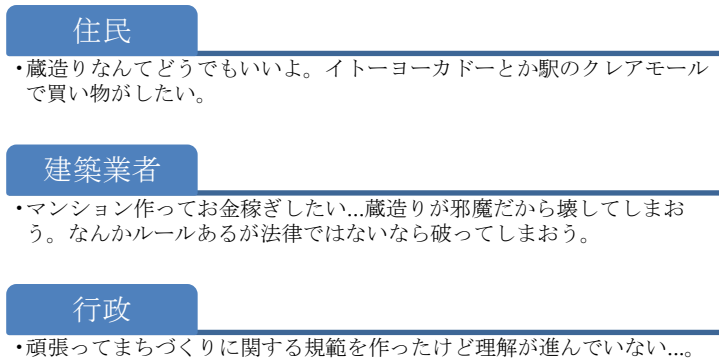 住民
・蔵造りなんてどうでもいいよ。イトーヨーカドーとか駅のクレアモール
で買い物がしたい。
建築業者
・マンション作ってお金稼ぎしたい…蔵造りが邪魔だから壊してしまお
う。なんかルールあるが法律ではないなら破ってしまおう。
行政
・頑張ってまちづくりに関する規範を作ったけど理解が進んでいない…。